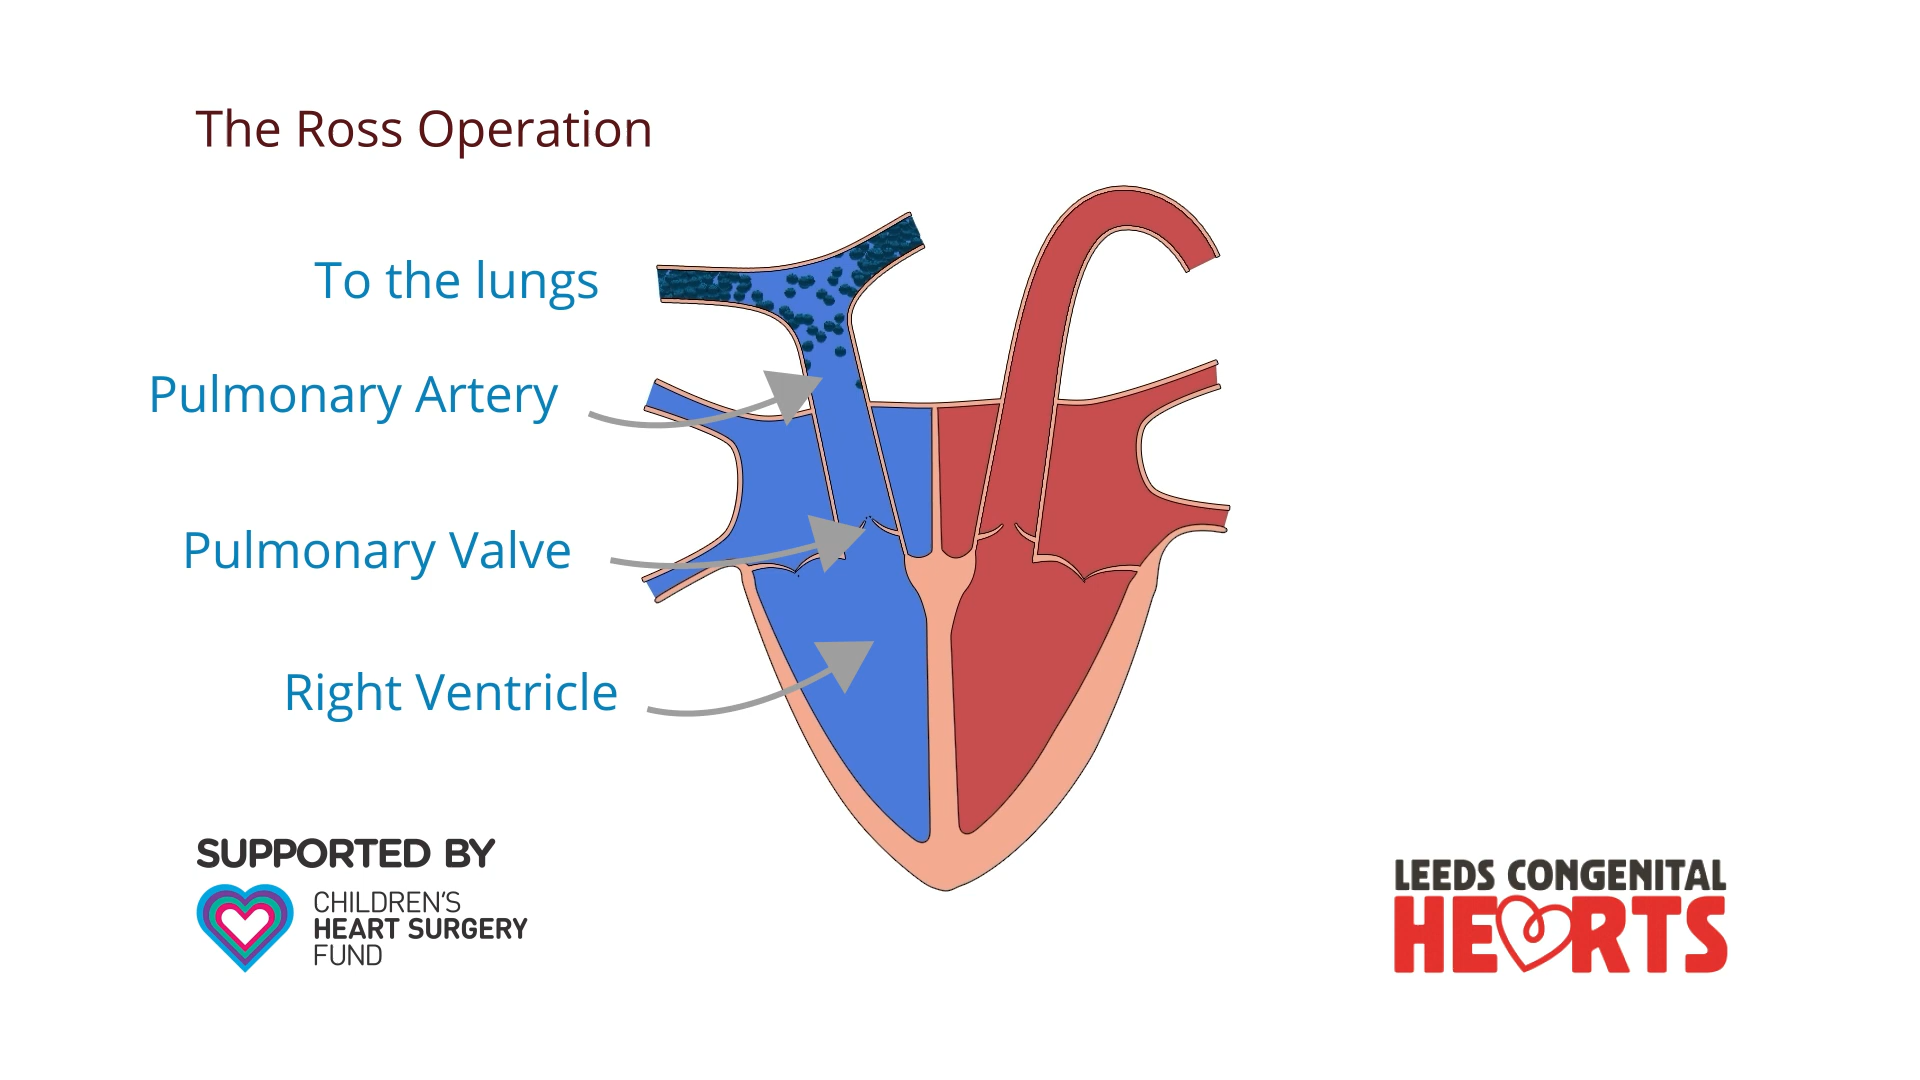 The Ross Operation
To the lungs
Pulmonary Artery
Pulmonary Valve
Right Ventricle
SUPPORTED BY
CHILDREN'S
HEART SURGERY
FUND
LEEDS CONGENITAL
HEARTS